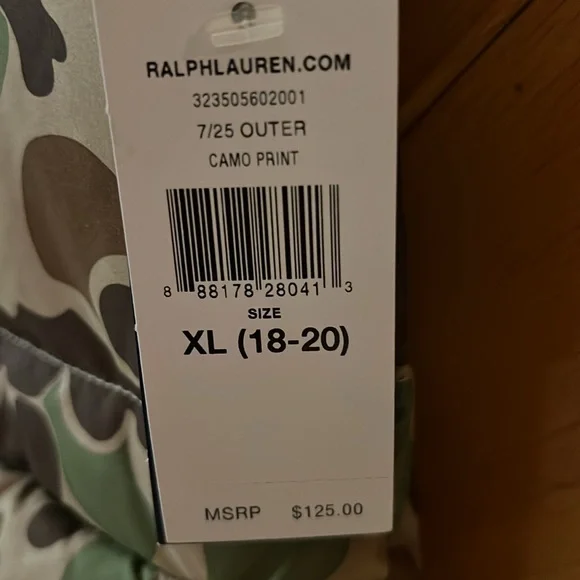 RALPHLAUREN.COM
323505602001
7/25 OUTER
CAMO PRINT
8 88178 28041 3
SIZE
XL (18-20)
MSRP $125.00